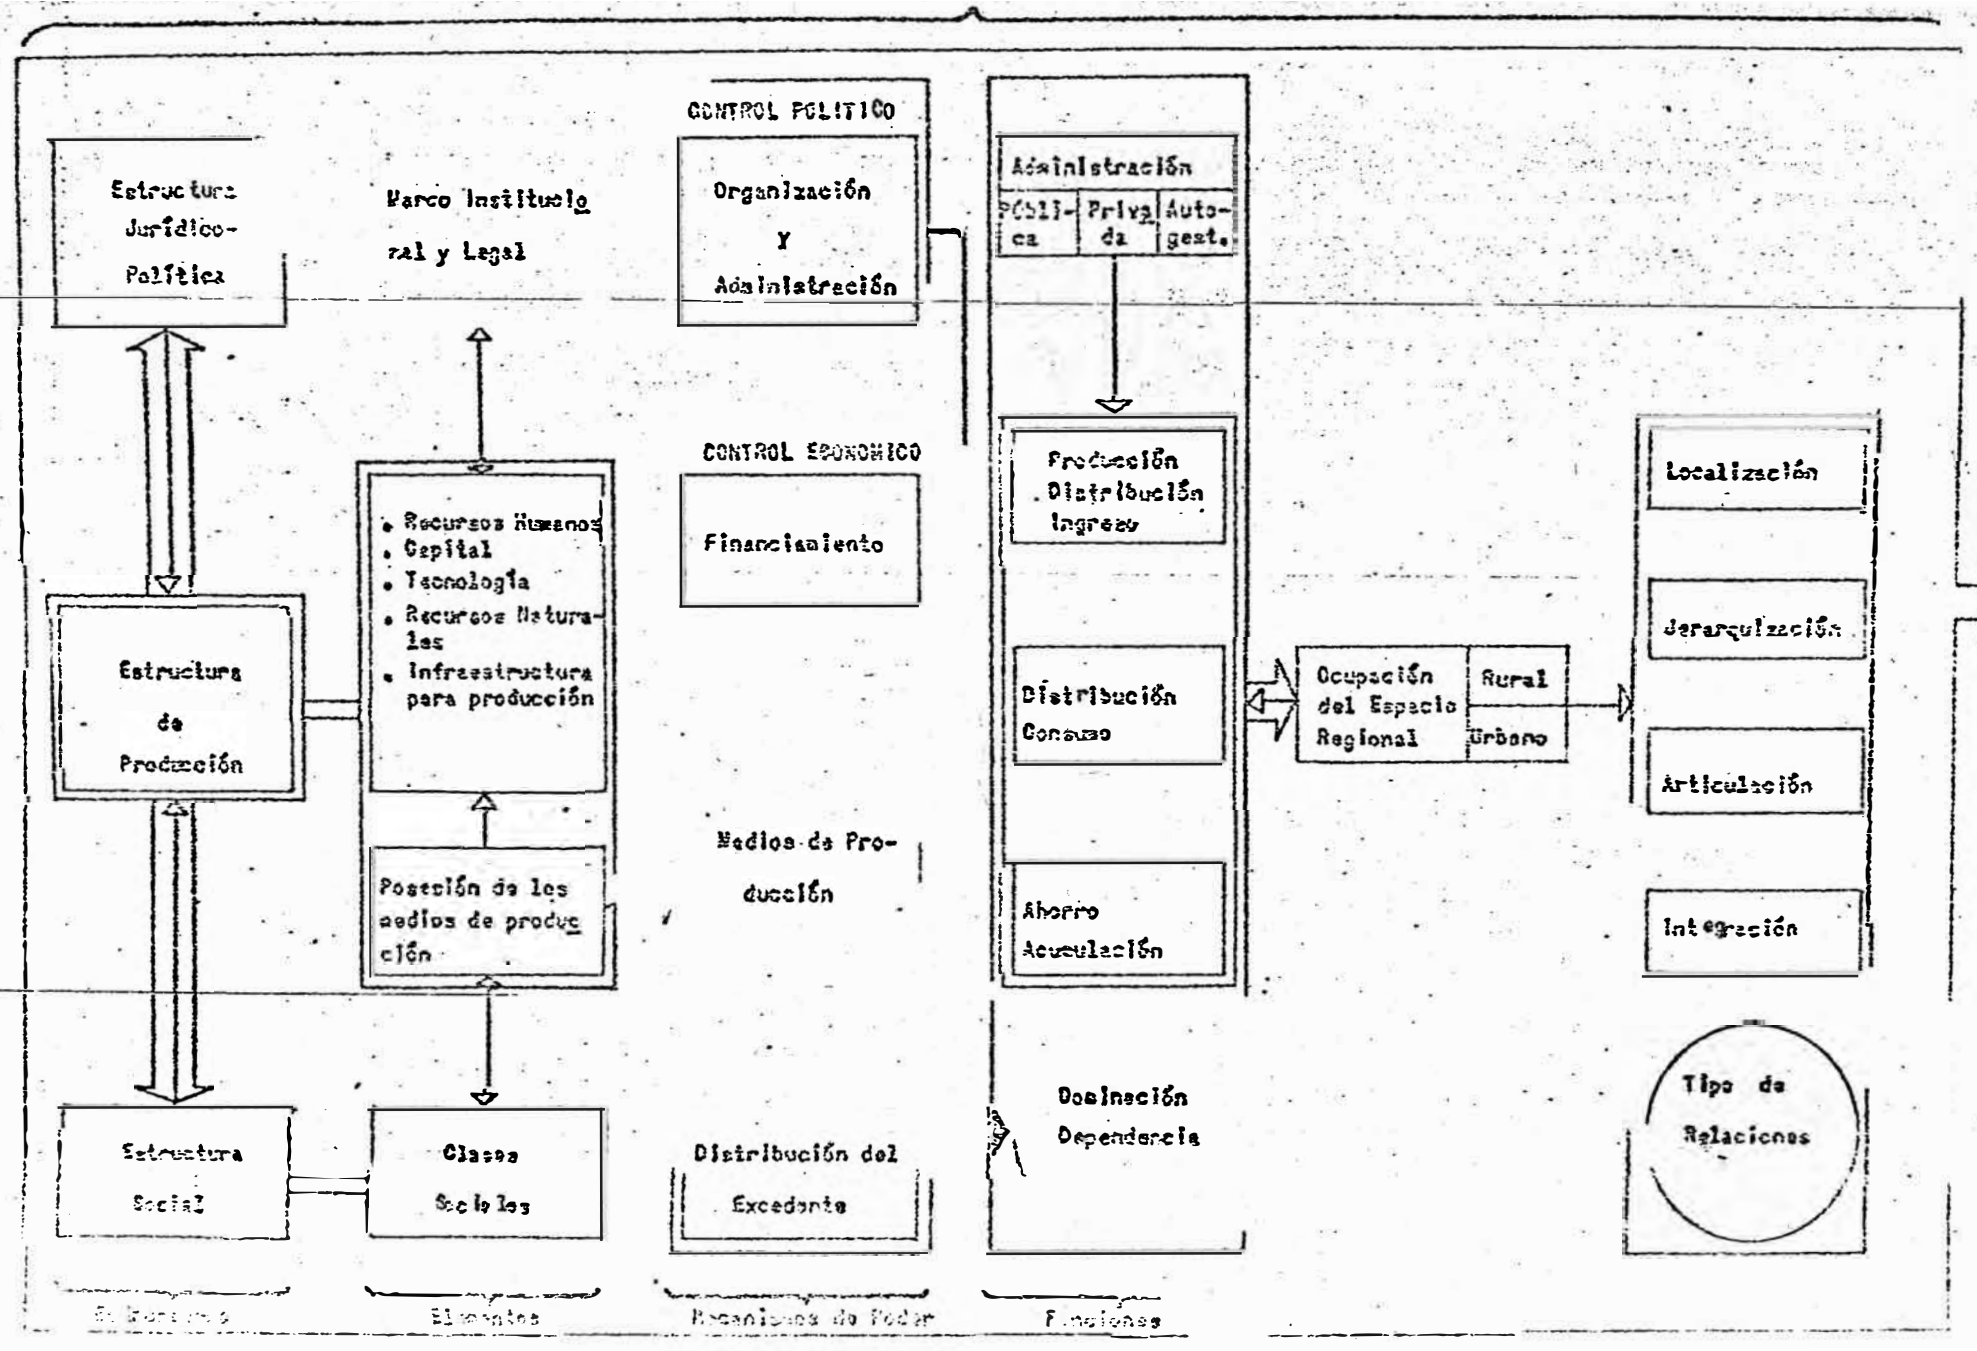 Estructura
Jurídico-
Política
Marco Institucio
nal y Legal
CONTROL POLITICO
Organización
Y
Administración
Administración
Públi-
ca
Priva
da
Auto-
gest.
CONTROL ECONOMICO
Financiamiento
Producción
Distribución
Ingreso
Localización
Jerarquización
Articulación
Integración
• Recursos Humanos
• Capital
• Tecnología
• Recursos Natura-
les
• Infraestructura
para producción
Estructura
de
Producción
Distribución
Consumo
Ocupación
del Espacio
Regional
Rural
Urbano
Medios de Pro-
ducción
Posesión de los
medios de produc
ción
Ahorro
Acumulación
Dominación
Dependencia
Tipo de
Relaciones
Estructura
Social
Clases
Sociales
Distribución del
Excedente
Elementos
Mecanismos de Poder
Funciones